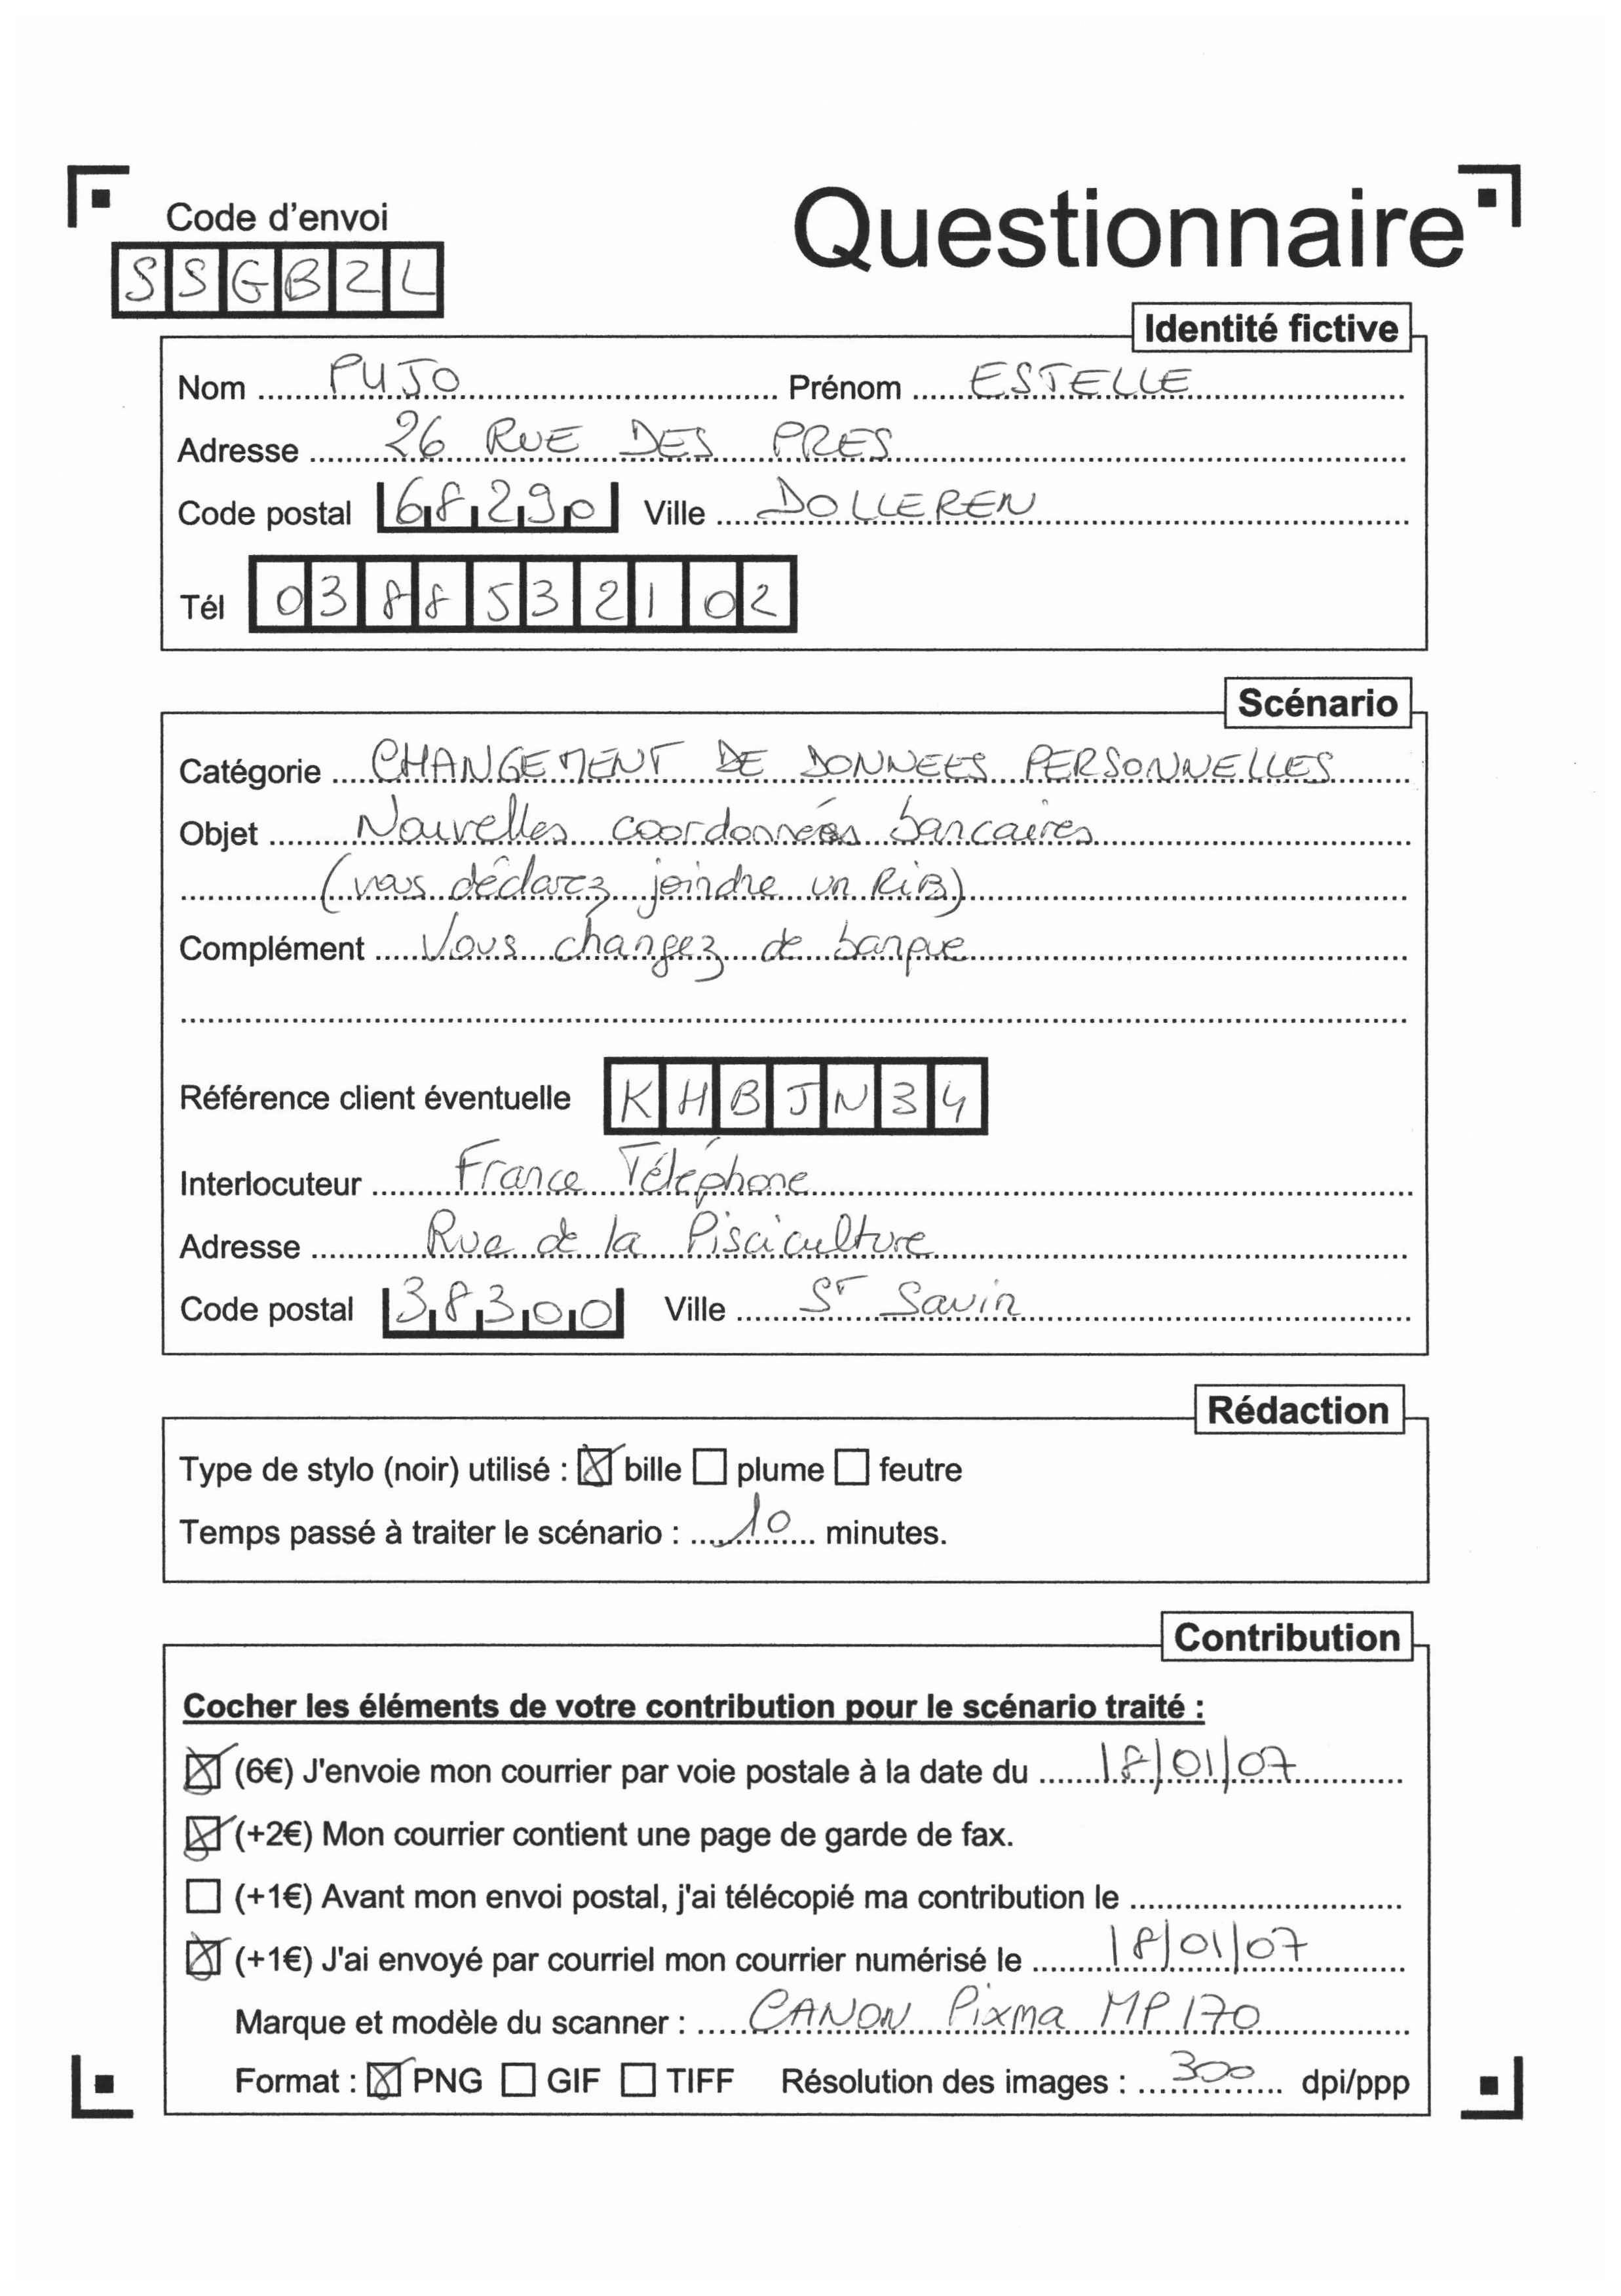 Code d'envoi
Questionnaire
SSGBZL
Identité fictive
Nom PUJO Prénom ESTELLE
Adresse 26 RUE DES PRES
Code postal 68290 Ville DOLLEREN
Tél 0388532102
Scénario
Catégorie CHANGEMENT DE DONNEES PERSONNELLES
Objet Nouvelles coordonnées bancaires
(vous déclarez joindre un RiB)
Complément Vous changez de banque
Référence client éventuelle KHBJN34
Interlocuteur France Téléphone
Adresse Rue de la Pisciculture
Code postal 38300 Ville St Savin
Rédaction
Type de stylo (noir) utilisé : ☒ bille ☐ plume ☐ feutre
Temps passé à traiter le scénario : 10 minutes.
Contribution
Cocher les éléments de votre contribution pour le scénario traité :
☒ (6€) J'envoie mon courrier par voie postale à la date du 18/01/07
☒ (+2€) Mon courrier contient une page de garde de fax.
☐ (+1€) Avant mon envoi postal, j'ai télécopié ma contribution le
☒ (+1€) J'ai envoyé par courriel mon courrier numérisé le 18/01/07
Marque et modèle du scanner : CANON Pixma MP170
Format : ☒ PNG ☐ GIF ☐ TIFF Résolution des images : 300 dpi/ppp